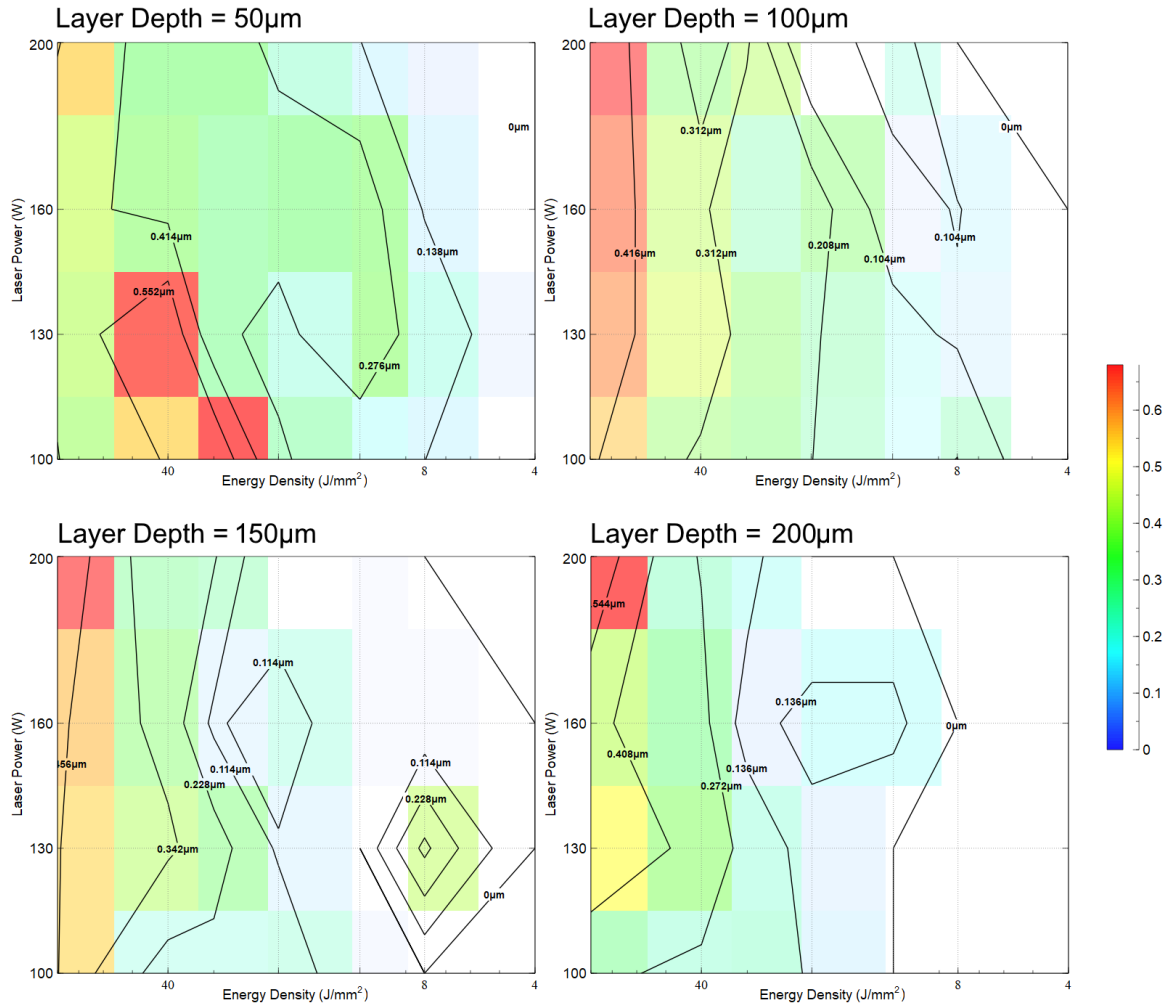 Layer Depth = 50µm
Layer Depth = 100µm
200
160
130
100
Laser Power (W)
0µm
0.414µm
0.138µm
0.552µm
0.276µm
40
8
4
Energy Density (J/mm²)
200
160
130
100
Laser Power (W)
0.312µm
0µm
0.416µm
0.312µm
0.208µm
0.104µm
0.104µm
40
8
4
Energy Density (J/mm²)
0.6
0.5
0.4
0.3
0.2
0.1
0
Layer Depth = 150µm
Layer Depth = 200µm
200
160
130
100
Laser Power (W)
0.114µm
.456µm
0.114µm
0.228µm
0.114µm
0.228µm
0.342µm
0µm
40
8
4
Energy Density (J/mm²)
200
160
130
100
Laser Power (W)
.544µm
0.136µm
0µm
0.408µm
0.136µm
0.272µm
40
8
4
Energy Density (J/mm²)